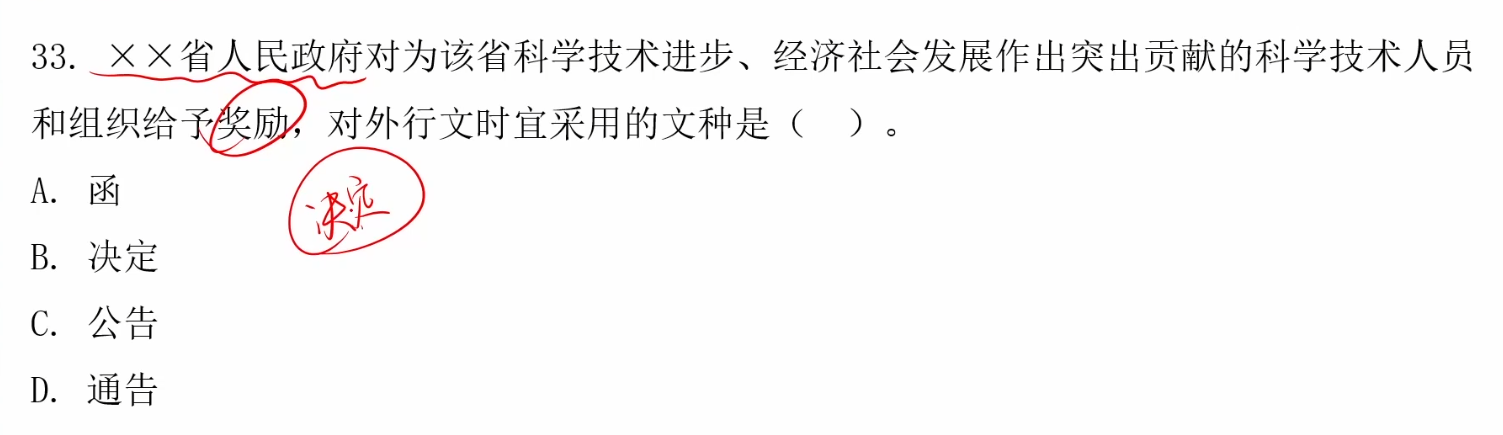 33. ××省人民政府对为该省科学技术进步、经济社会发展作出突出贡献的科学技术人员
和组织给予奖励，对外行文时宜采用的文种是（ ）。
A. 函
决定
B. 决定
C. 公告
D. 通告